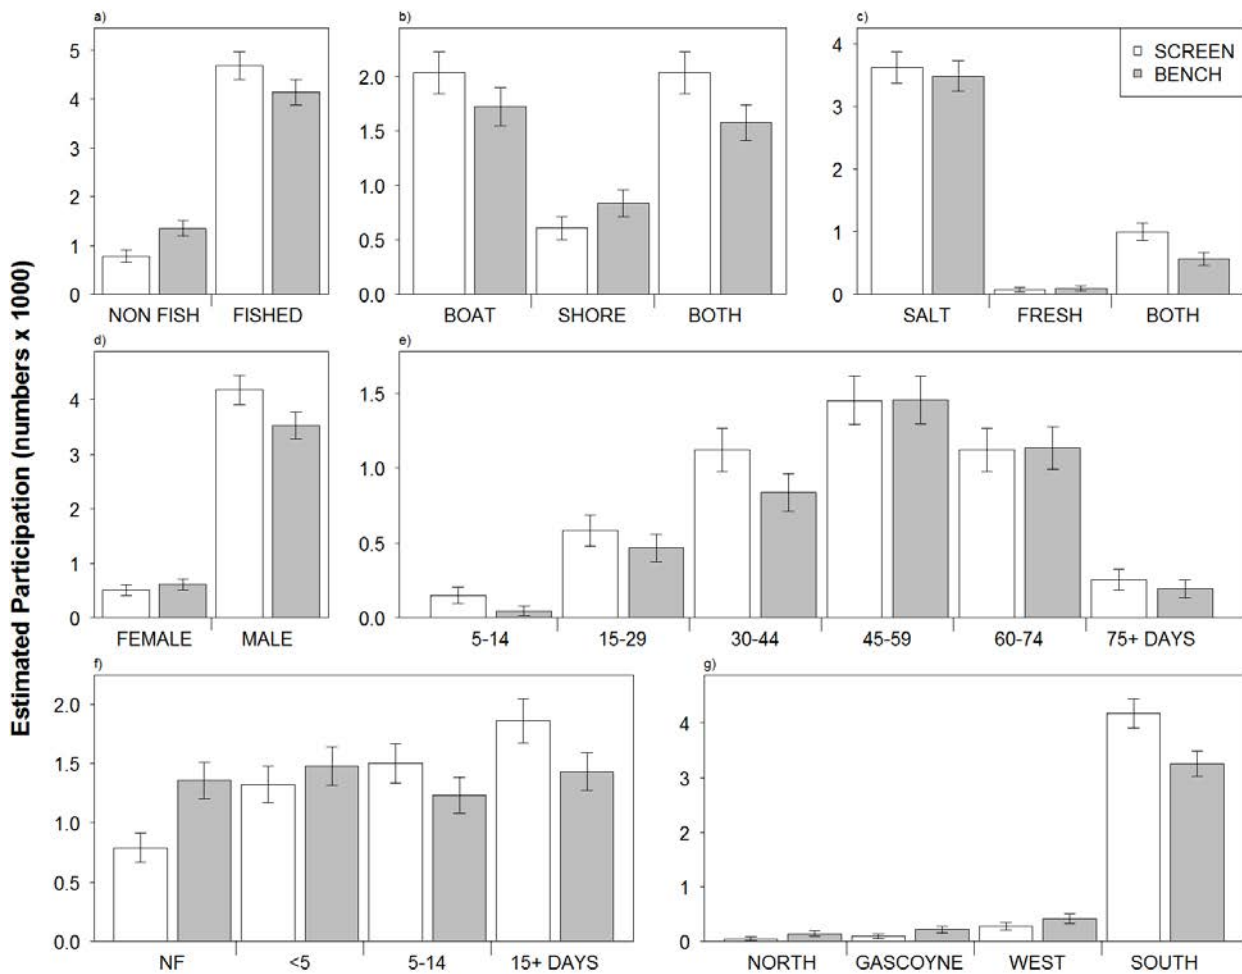 Estimated Participation (numbers x 1000)
a)
5
4
3
2
1
0
NON FISH FISHED
b)
2.0
1.5
1.0
0.5
0.0
BOAT SHORE BOTH
c)
4
3
2
1
0
SCREEN
BENCH
SALT FRESH BOTH
d)
4
3
2
1
0
FEMALE MALE
e)
1.5
1.0
0.5
0.0
5-14 15-29 30-44 45-59 60-74 75+ DAYS
f)
2.0
1.5
1.0
0.5
0.0
NF <5 5-14 15+ DAYS
g)
4
3
2
1
0
NORTH GASCOYNE WEST SOUTH